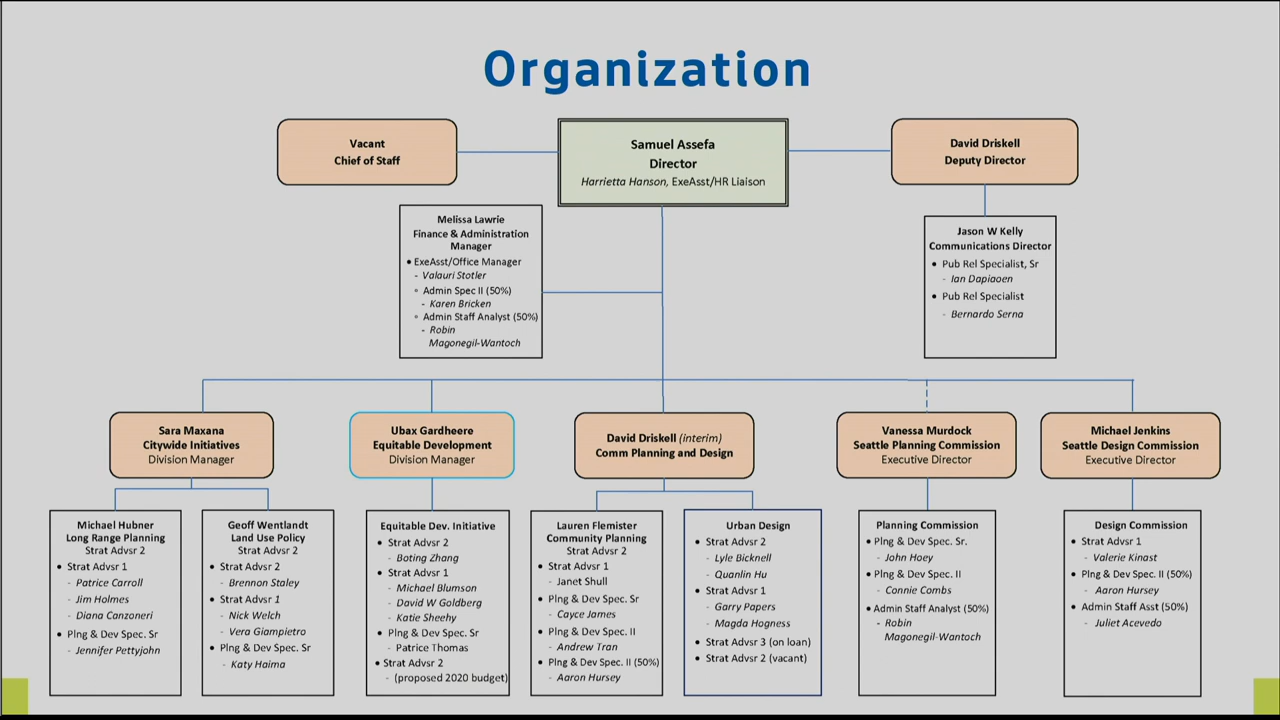 Organization
Vacant
Chief of Staff
Samuel Assefa
Director
Harrietta Hanson, ExeAsst/HR Liaison
David Driskell
Deputy Director
Melissa Lawrie
Finance & Administration
Manager
• ExeAsst/Office Manager
- Valauri Stotler
◦ Admin Spec II (50%)
- Karen Bricken
◦ Admin Staff Analyst (50%)
- Robin
Magonegil-Wantoch
Jason W Kelly
Communications Director
• Pub Rel Specialist, Sr
- Ian Dapiaoen
• Pub Rel Specialist
- Bernardo Serna
Sara Maxana
Citywide Initiatives
Division Manager
Ubax Gardheere
Equitable Development
Division Manager
David Driskell (interim)
Comm Planning and Design
Vanessa Murdock
Seattle Planning Commission
Executive Director
Michael Jenkins
Seattle Design Commission
Executive Director
Michael Hubner
Long Range Planning
Strat Advsr 2
• Strat Advsr 1
- Patrice Carroll
- Jim Holmes
- Diana Canzoneri
• Plng & Dev Spec. Sr
- Jennifer Pettyjohn
Geoff Wentlandt
Land Use Policy
Strat Advsr 2
• Strat Advsr 2
- Brennon Staley
• Strat Advsr 1
- Nick Welch
- Vera Giampietro
• Plng & Dev Spec. Sr
- Katy Haima
Equitable Dev. Initiative
• Strat Advsr 2
- Boting Zhang
• Strat Advsr 1
- Michael Blumson
- David W Goldberg
- Katie Sheehy
• Plng & Dev Spec. Sr
- Patrice Thomas
• Strat Advsr 2
- (proposed 2020 budget)
Lauren Flemister
Community Planning
Strat Advsr 2
• Strat Advsr 1
- Janet Shull
• Plng & Dev Spec. Sr
- Cayce James
• Plng & Dev Spec. II
- Andrew Tran
• Plng & Dev Spec. II (50%)
- Aaron Hursey
Urban Design
• Strat Advsr 2
- Lyle Bicknell
- Quanlin Hu
• Strat Advsr 1
- Garry Papers
- Magda Hogness
• Strat Advsr 3 (on loan)
• Strat Advsr 2 (vacant)
Planning Commission
• Plng & Dev Spec. Sr.
- John Hoey
• Plng & Dev Spec. II
- Connie Combs
• Admin Staff Analyst (50%)
- Robin
Magonegil-Wantoch
Design Commission
• Strat Advsr 1
- Valerie Kinast
• Plng & Dev Spec. II (50%)
- Aaron Hursey
• Admin Staff Asst (50%)
- Juliet Acevedo